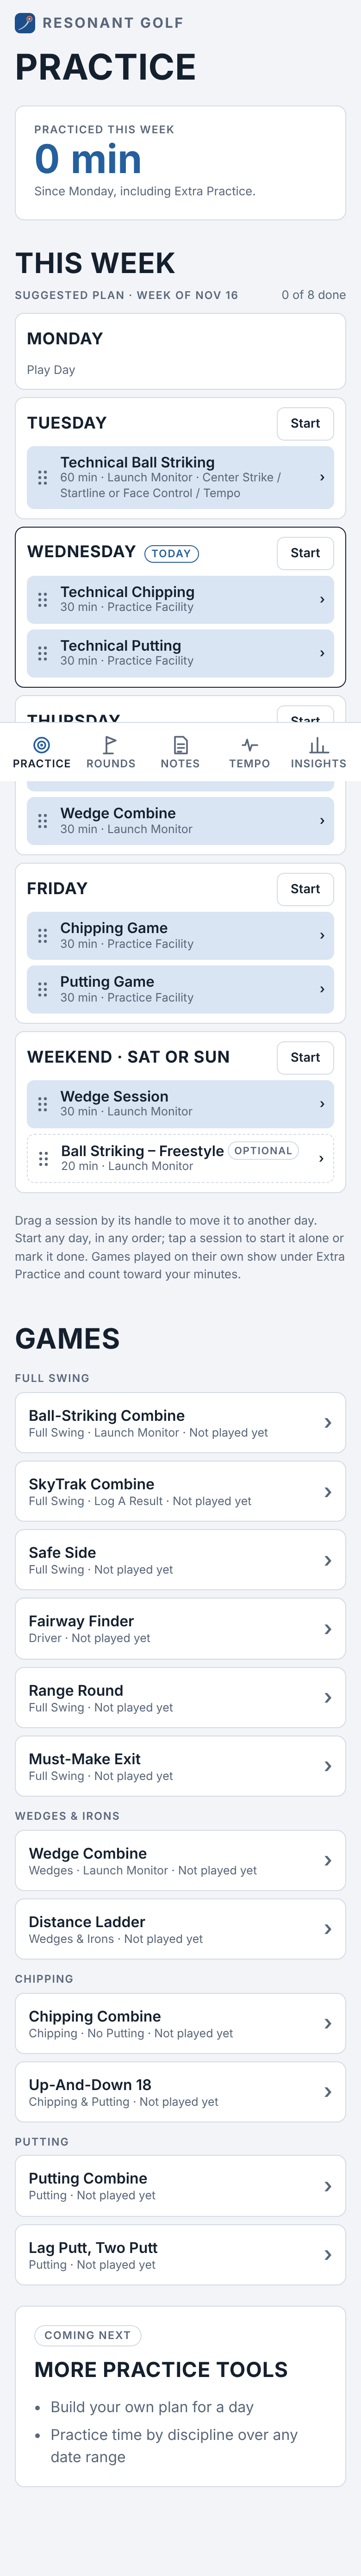 RESONANT GOLF
PRACTICE
PRACTICED THIS WEEK
0 min
Since Monday, including Extra Practice.
THIS WEEK
SUGGESTED PLAN · WEEK OF NOV 16 0 of 8 done
MONDAY
Play Day
TUESDAY Start
Technical Ball Striking
60 min · Launch Monitor · Center Strike /
Startline or Face Control / Tempo
›
WEDNESDAY TODAY Start
Technical Chipping
30 min · Practice Facility
›
Technical Putting
30 min · Practice Facility
›
THURSDAY Start
PRACTICE ROUNDS NOTES TEMPO INSIGHTS
Wedge Combine
30 min · Launch Monitor
›
FRIDAY Start
Chipping Game
30 min · Practice Facility
›
Putting Game
30 min · Practice Facility
›
WEEKEND · SAT OR SUN Start
Wedge Session
30 min · Launch Monitor
›
Ball Striking – Freestyle OPTIONAL
20 min · Launch Monitor
›
Drag a session by its handle to move it to another day.
Start any day, in any order; tap a session to start it alone or
mark it done. Games played on their own show under Extra
Practice and count toward your minutes.
GAMES
FULL SWING
Ball-Striking Combine
Full Swing · Launch Monitor · Not played yet
›
SkyTrak Combine
Full Swing · Log A Result · Not played yet
›
Safe Side
Full Swing · Not played yet
›
Fairway Finder
Driver · Not played yet
›
Range Round
Full Swing · Not played yet
›
Must-Make Exit
Full Swing · Not played yet
›
WEDGES & IRONS
Wedge Combine
Wedges · Launch Monitor · Not played yet
›
Distance Ladder
Wedges & Irons · Not played yet
›
CHIPPING
Chipping Combine
Chipping · No Putting · Not played yet
›
Up-And-Down 18
Chipping & Putting · Not played yet
›
PUTTING
Putting Combine
Putting · Not played yet
›
Lag Putt, Two Putt
Putting · Not played yet
›
COMING NEXT
MORE PRACTICE TOOLS
• Build your own plan for a day
• Practice time by discipline over any
date range